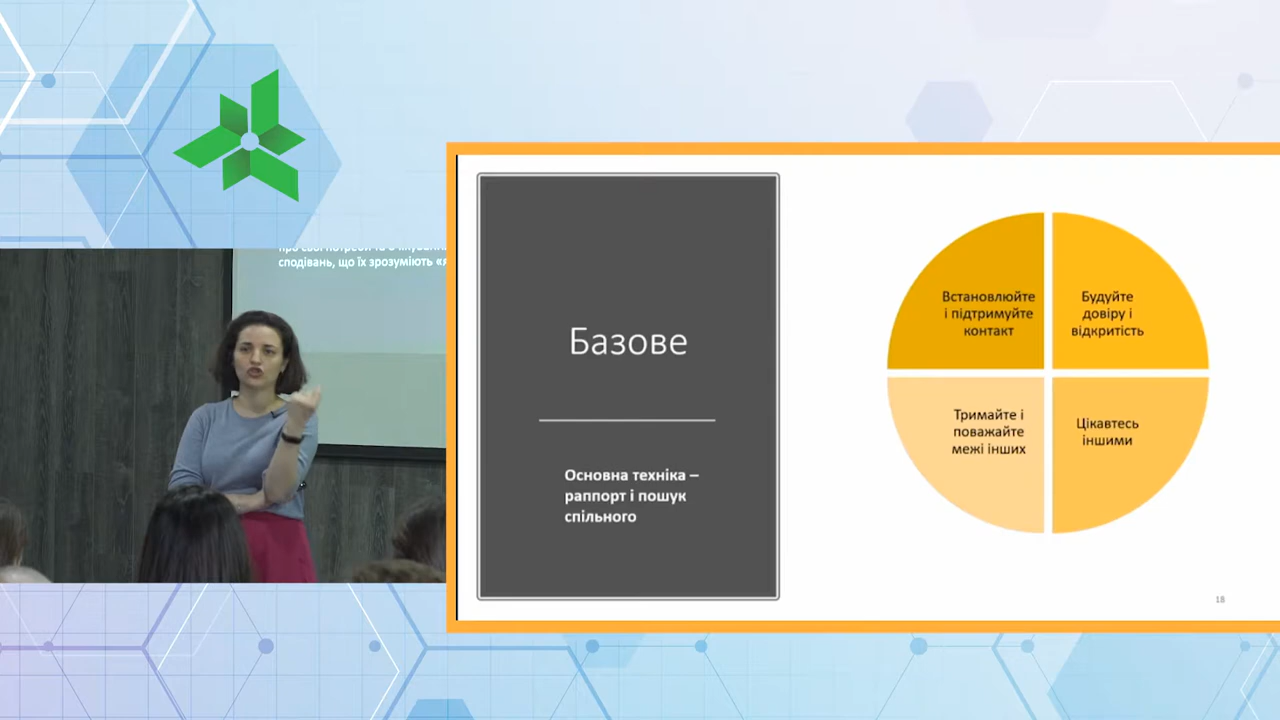 сподівань, що їх зрозуміють
Базове
Основна техніка –
раппорт і пошук
спільного
Встановлюйте
і підтримуйте
контакт
Будуйте
довіру і
відкритість
Тримайте і
поважайте
межі інших
Цікавтесь
іншими
18